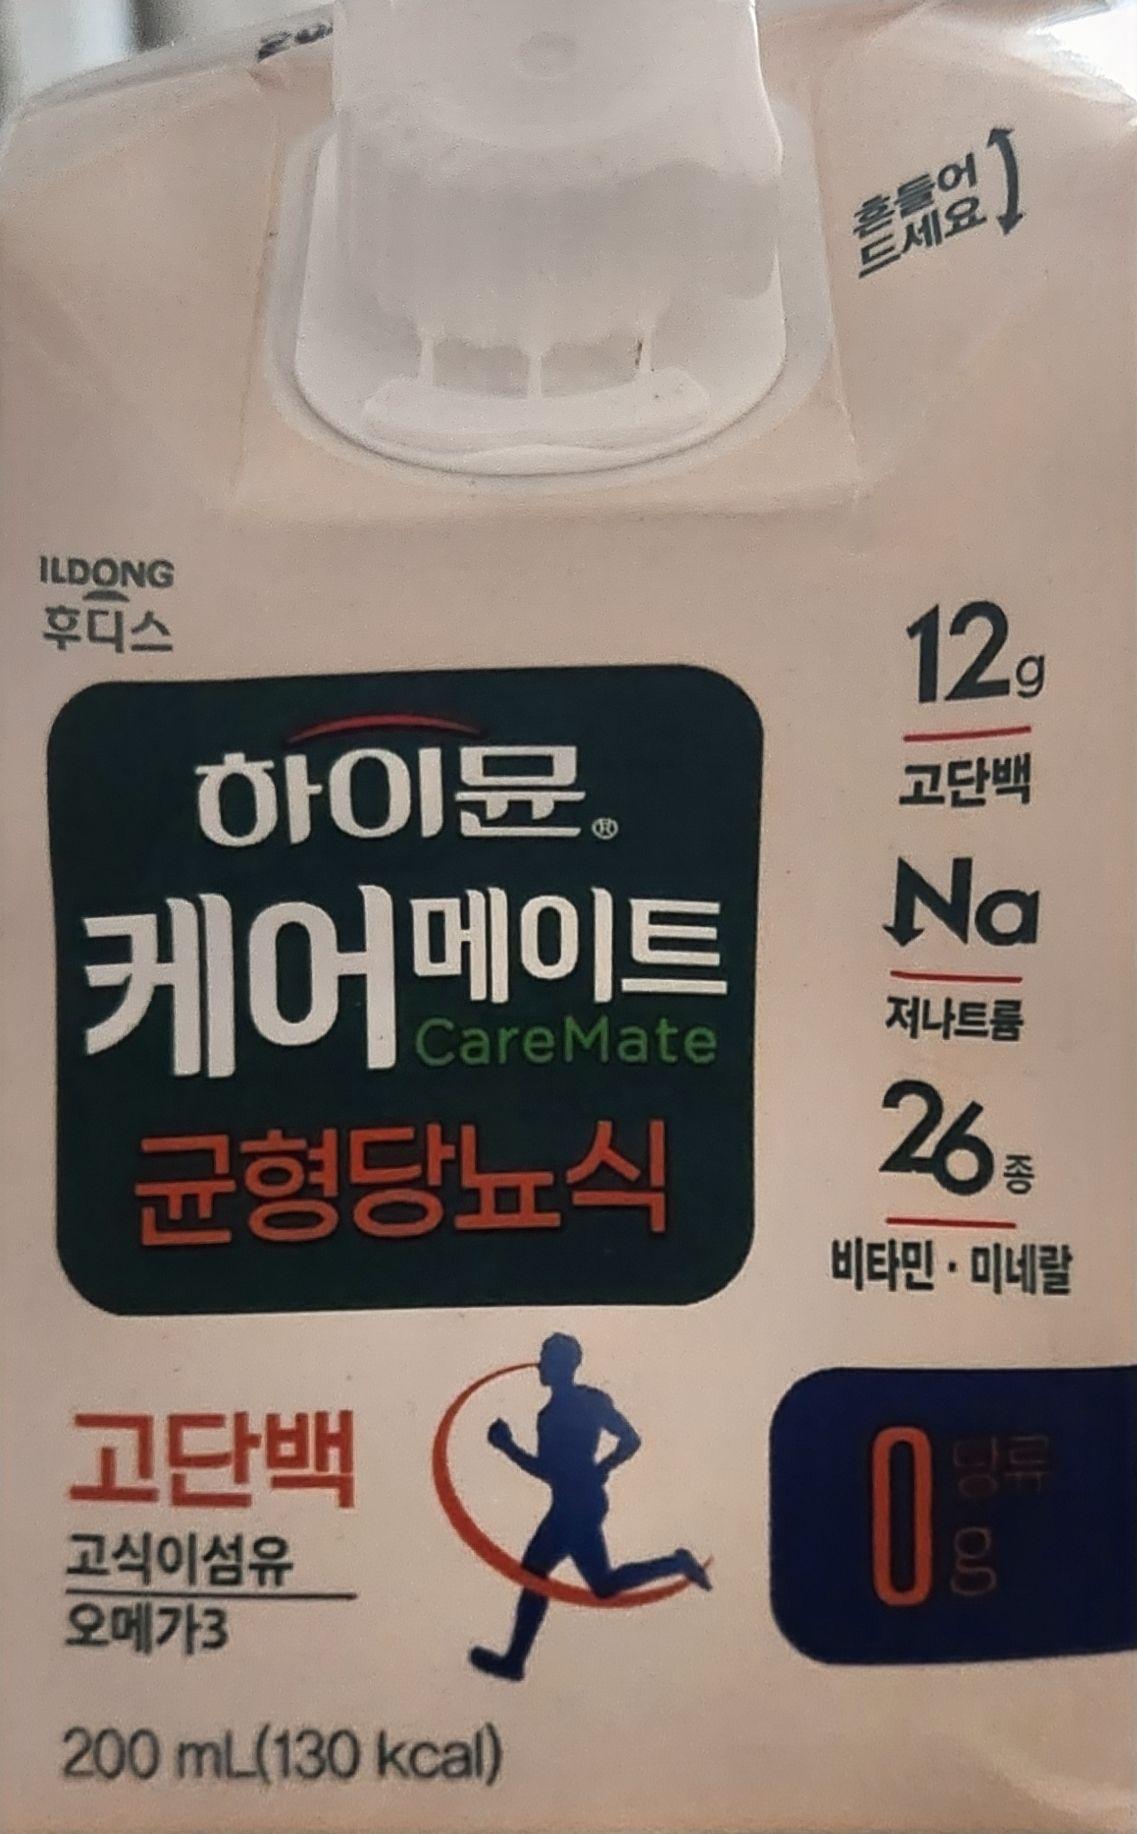 흔들어
드세요
ILDONG
후디스
하이뮨®
케어메이트
CareMate
균형당뇨식
12g
고단백
Na
저나트륨
26종
비타민·미네랄
고단백
고식이섬유
오메가3
당류
0g
200 mL(130 kcal)